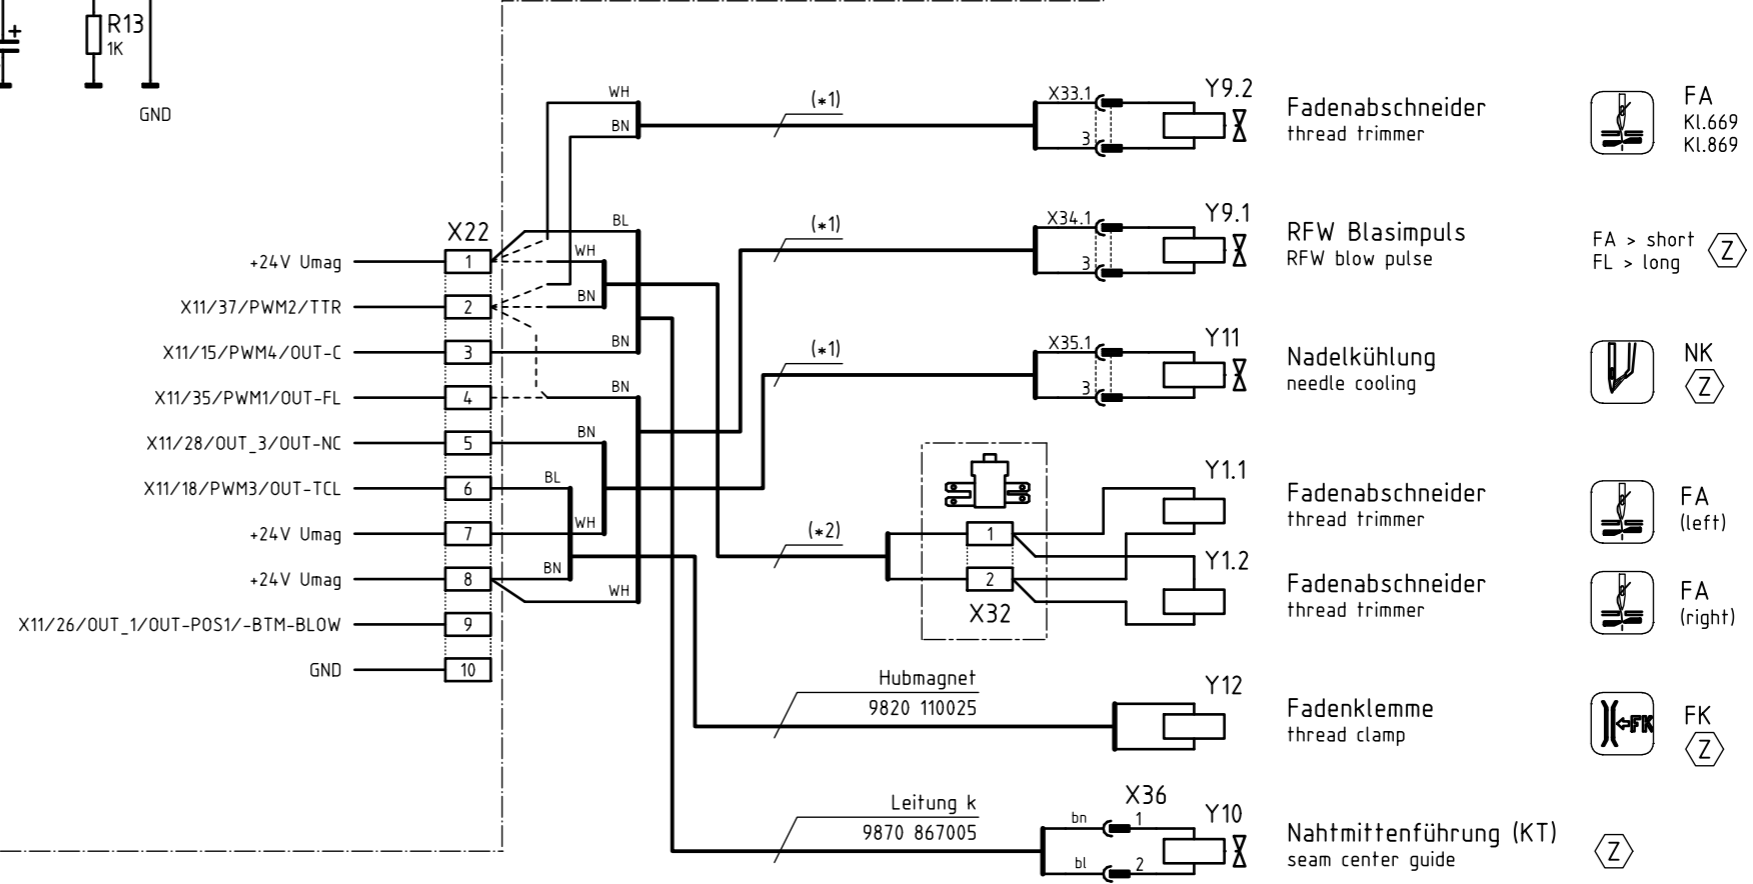 R13
1K
GND
X22
+24V Umag
1
X11/37/PWM2/TTR
2
X11/15/PWM4/OUT-C
3
X11/35/PWM1/OUT-FL
4
X11/28/OUT_3/OUT-NC
5
X11/18/PWM3/OUT-TCL
6
+24V Umag
7
+24V Umag
8
X11/26/OUT_1/OUT-POS1/-BTM-BLOW
9
GND
10
WH
BN
BL
WH
BN
BN
BN
BN
BL
WH
BN
WH
(*1)
X33.1
3
Y9.2
Fadenabschneider
thread trimmer
FA
Kl.669
Kl.869
(*1)
X34.1
3
Y9.1
RFW Blasimpuls
RFW blow pulse
FA > short
FL > long
Z
(*1)
X35.1
3
Y11
Nadelkühlung
needle cooling
NK
Z
(*2)
1
2
X32
Y1.1
Fadenabschneider
thread trimmer
FA
(left)
Y1.2
Fadenabschneider
thread trimmer
FA
(right)
Hubmagnet
9820 110025
Y12
Fadenklemme
thread clamp
FK
FK
Z
Leitung k
9870 867005
X36
bn 1
bl 2
Y10
Nahtmittenführung (KT)
seam center guide
Z